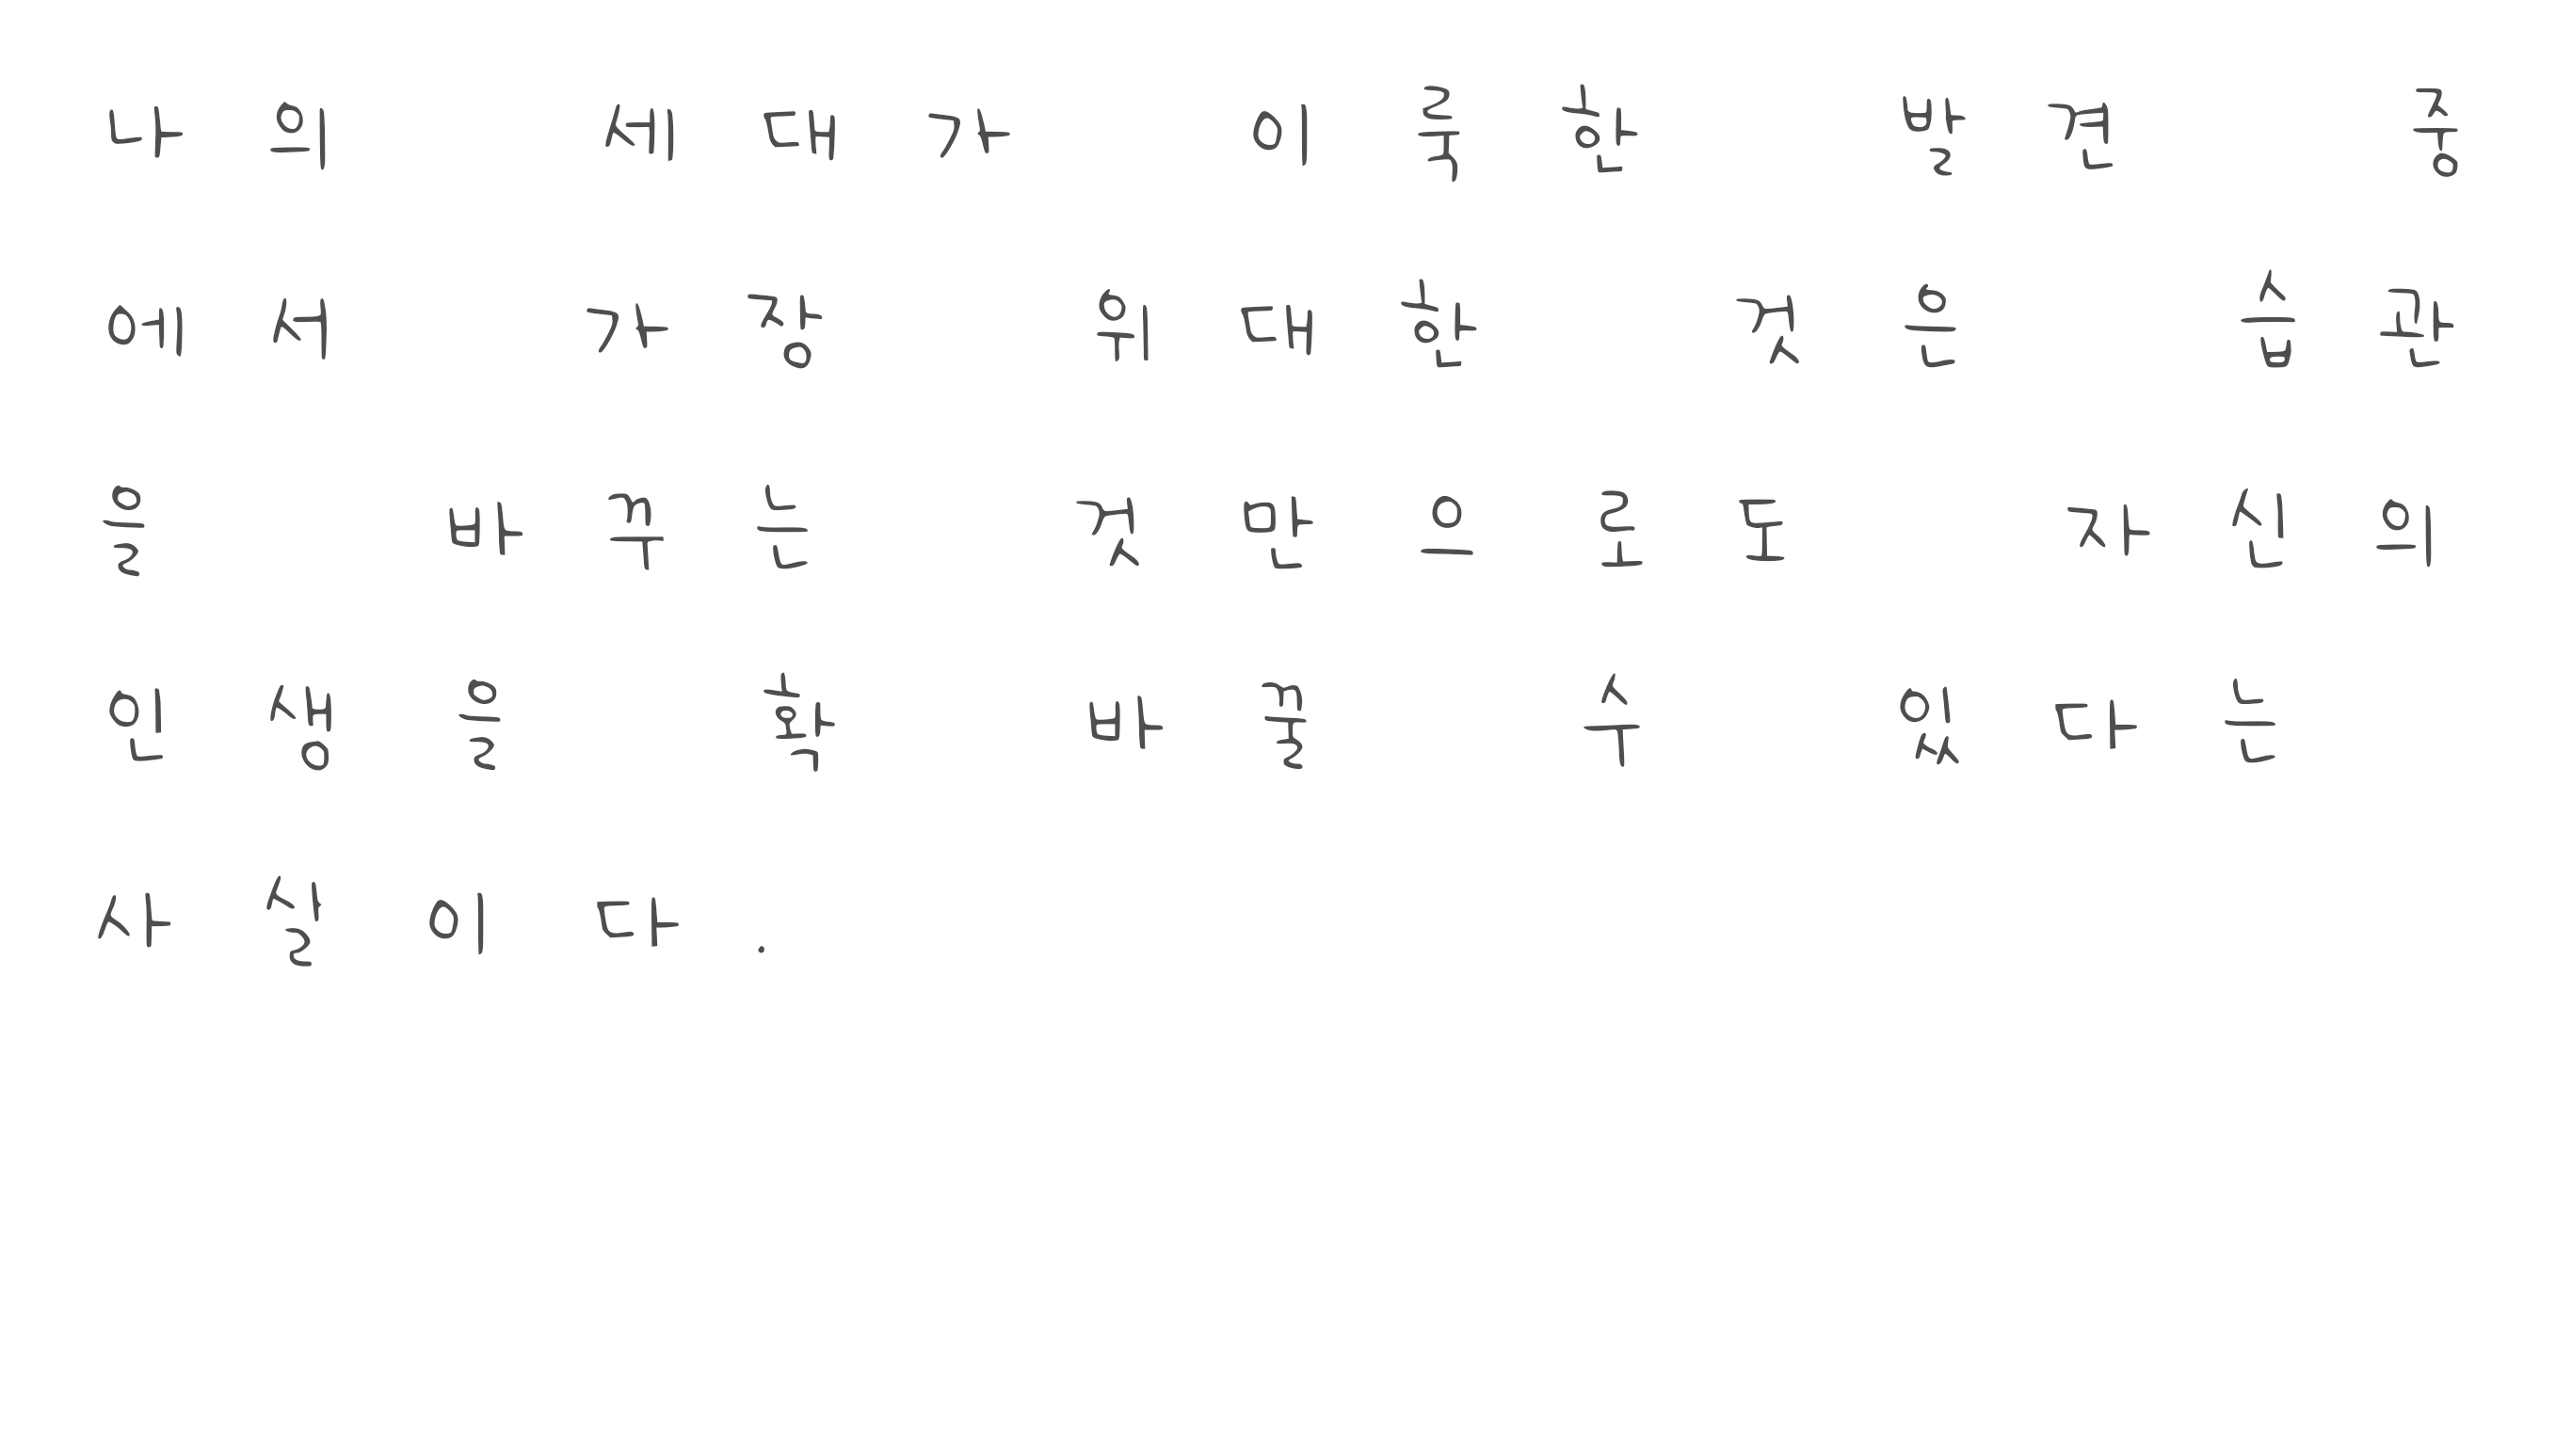 나의 세대가 이룩한 발견 중
에서 가장 위대한 것은 습관
을 바꾸는 것만으로도 자신의
인생을 확 바꿀 수 있다는
사살이다.